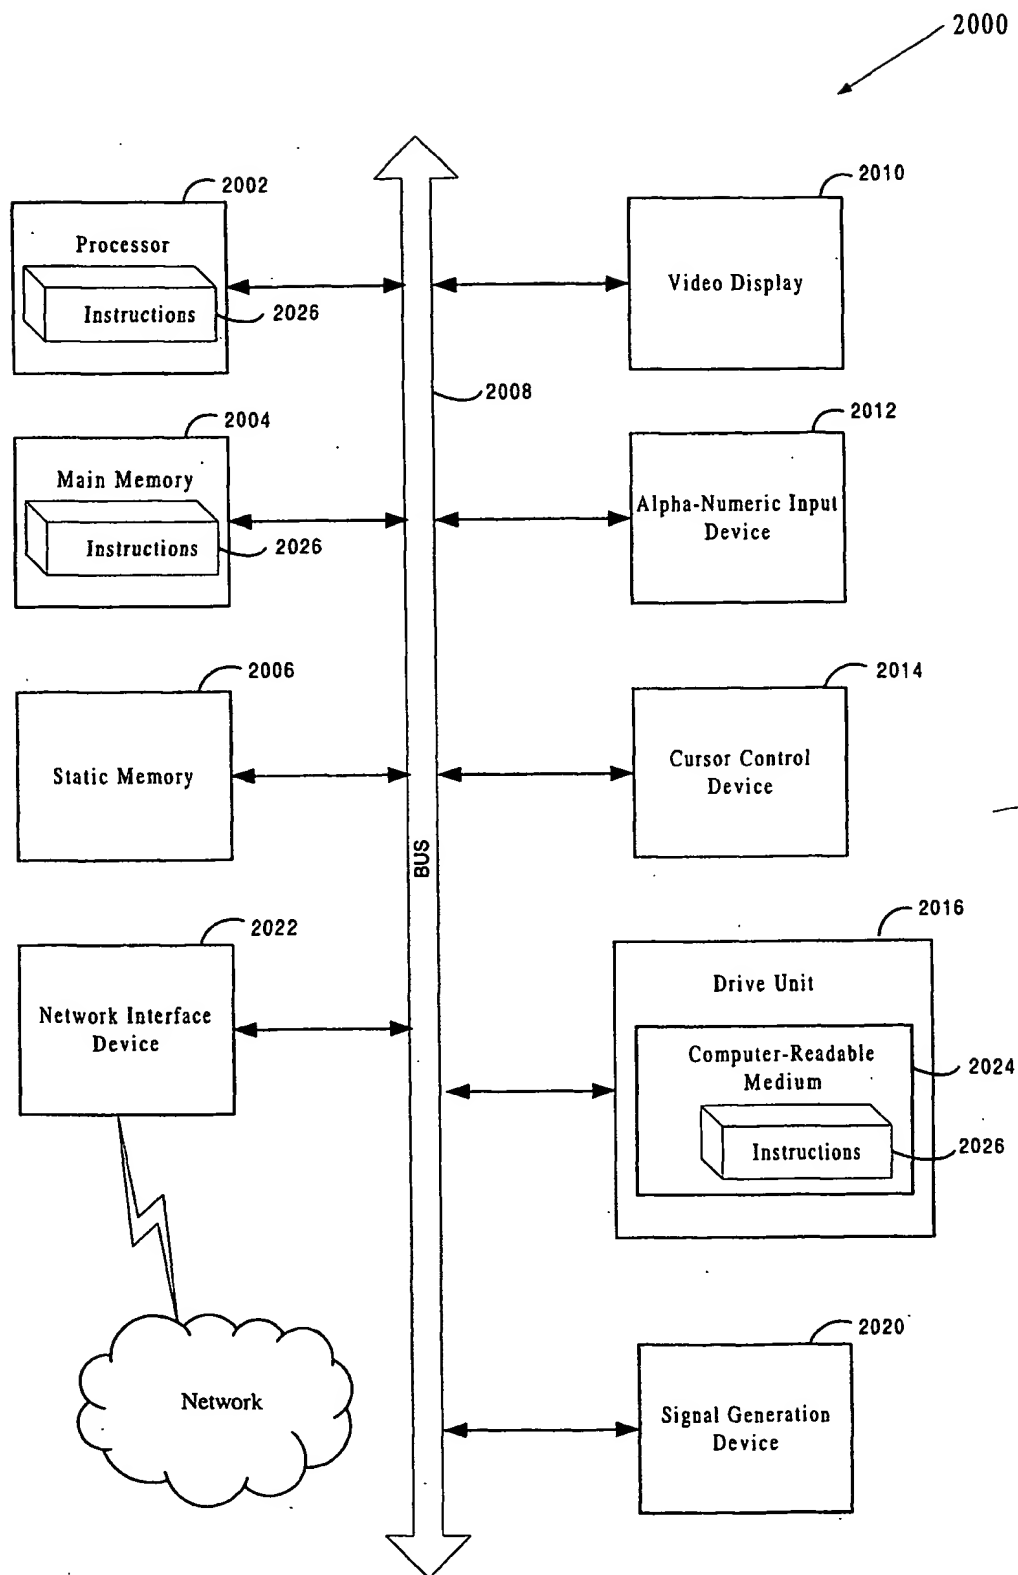 2000
2002
Processor
Instructions
2026
2004
Main Memory
Instructions
2026
2006
Static Memory
2022
Network Interface
Device
Network
2008
BUS
2010
Video Display
2012
Alpha-Numeric Input
Device
2014
Cursor Control
Device
2016
Drive Unit
Computer-Readable
Medium
2024
Instructions
2026
2020
Signal Generation
Device